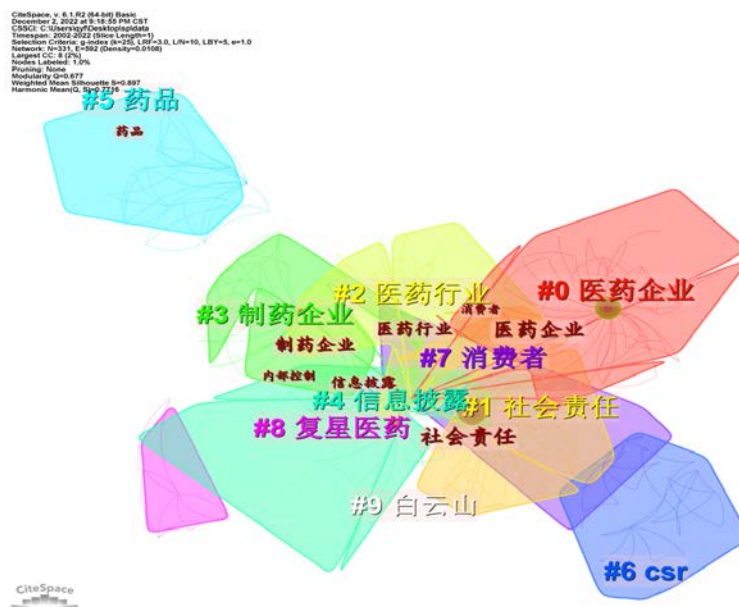 CiteSpace, v. 6.1.R2 (64-bit) Basic
December 2, 2022 at 9:18:58 PM CST
CSSCI: C:\Users\qyf\Desktop\sp\data
Timespan: 2002-2022 (Slice Length=1)
Selection Criteria: g-index (k=25), LRF=3.0, L/N=10, LBY=5, e=1.0
Network: N=331, E=592 (Density=0.0108)
Largest CC: 8 (2%)
Nodes Labeled: 1.0%
Pruning: None
Modularity Q=0.677
Weighted Mean Silhouette S=0.897
Harmonic Mean(Q, S)=0.7716
#5 药品
药品
#2 医药行业
#0 医药企业
#3 制药企业
消费者
医药行业
医药企业
制药企业
#7 消费者
内部控制
信息披露
#4 信息披露
#1 社会责任
#8 复星医药
社会责任
#9 白云山
#6 csr
CiteSpace